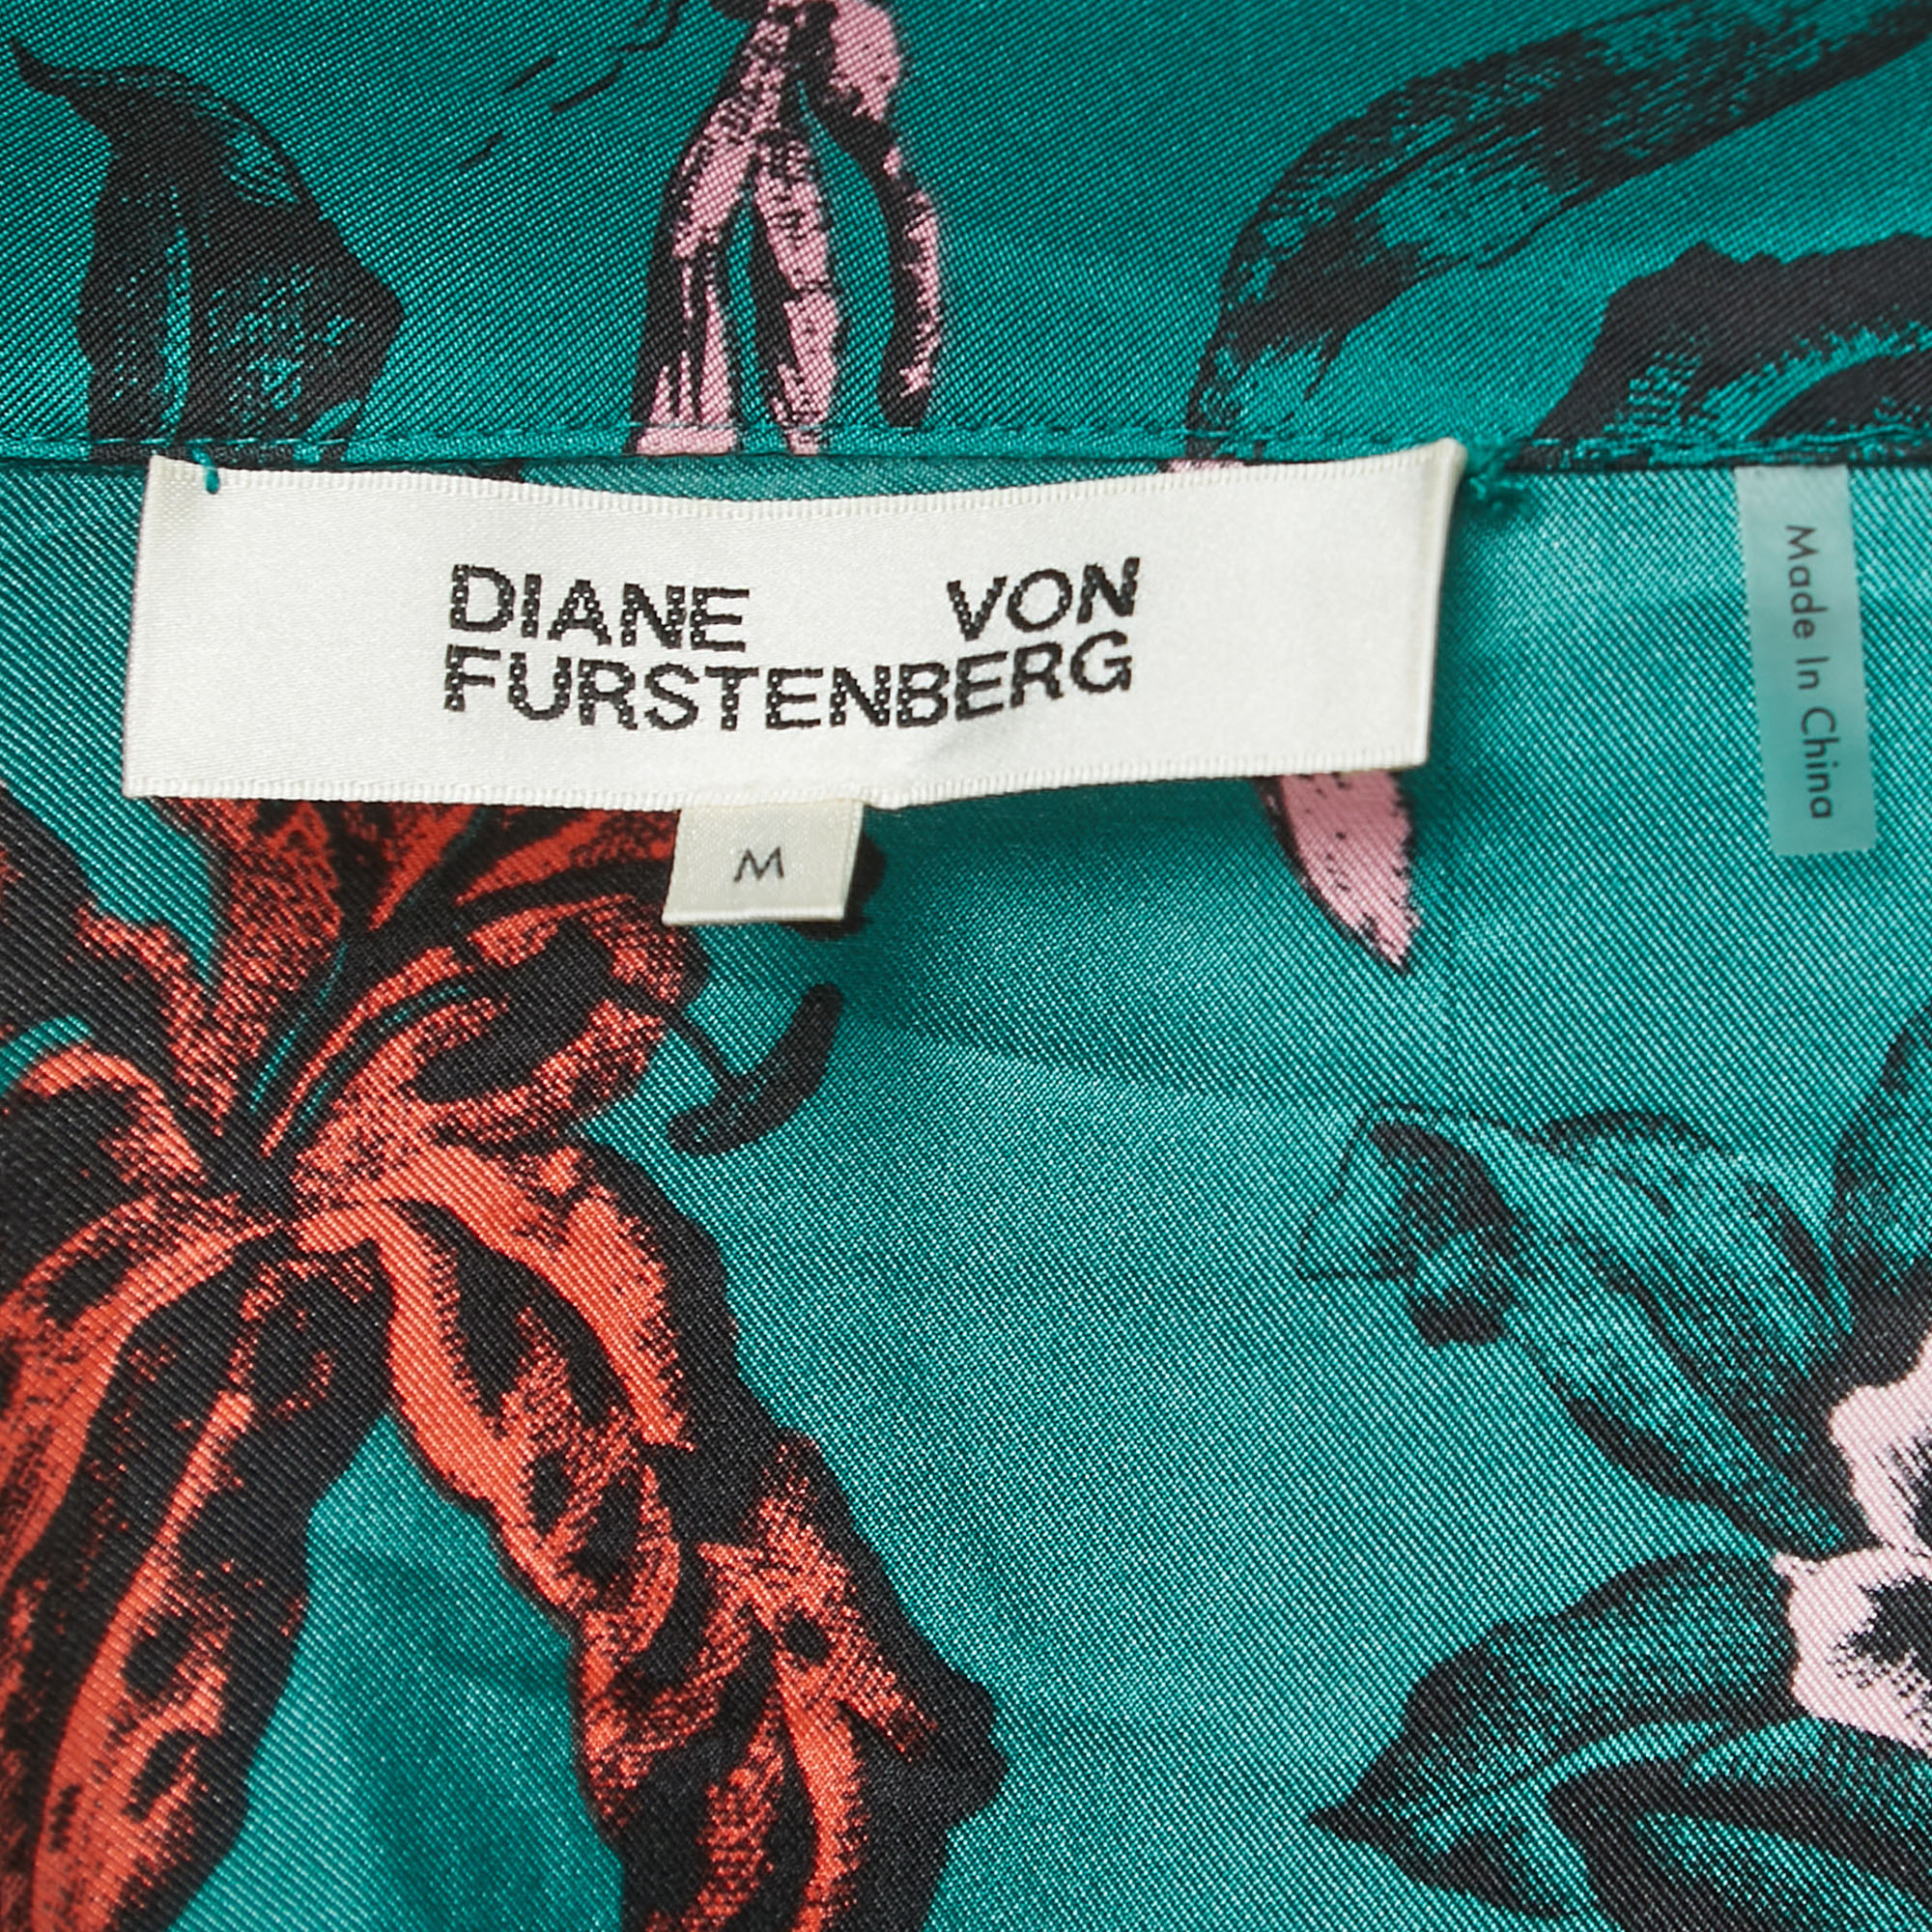 DIANE VON
FURSTENBERG
M
Made In China